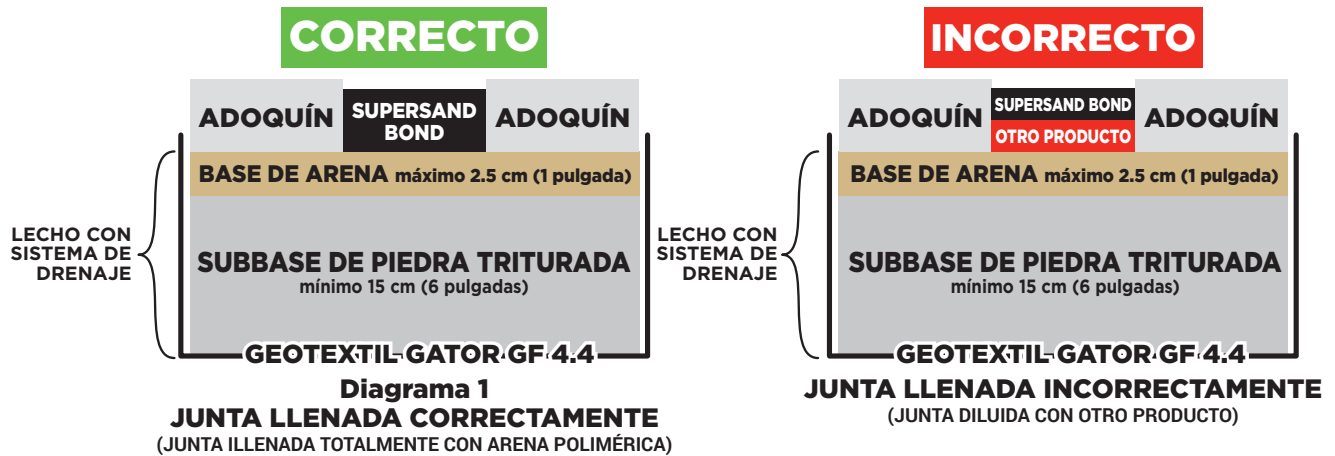 CORRECTO
ADOQUÍN
SUPERSAND
BOND
ADOQUÍN
BASE DE ARENA máximo 2.5 cm (1 pulgada)
LECHO CON
SISTEMA DE
DRENAJE
SUBBASE DE PIEDRA TRITURADA
mínimo 15 cm (6 pulgadas)
GEOTEXTIL GATOR GF 4.4
Diagrama 1
JUNTA LLENADA CORRECTAMENTE
(JUNTA ILLENADA TOTALMENTE CON ARENA POLIMÉRICA)
INCORRECTO
ADOQUÍN
SUPERSAND BOND
OTRO PRODUCTO
ADOQUÍN
BASE DE ARENA máximo 2.5 cm (1 pulgada)
LECHO CON
SISTEMA DE
DRENAJE
SUBBASE DE PIEDRA TRITURADA
mínimo 15 cm (6 pulgadas)
GEOTEXTIL GATOR GF 4.4
JUNTA LLENADA INCORRECTAMENTE
(JUNTA DILUIDA CON OTRO PRODUCTO)